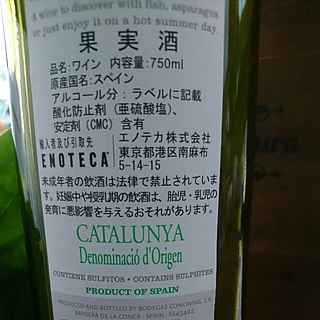 A wine to discover with fish, asparagus
or just enjoy it on a hot summer day.
果実酒
品名:ワイン 内容量:750ml
原産国名:スペイン
アルコール分:ラベルに記載
酸化防止剤(亜硫酸塩)、
安定剤(CMC)含有
輸入者及び引取先
ENOTECA
エノテカ株式会社
東京都港区南麻布
5-14-15
未成年者の飲酒は法律で禁止されていま
す。妊娠中や授乳期の飲酒は、胎児・乳児の
発育に悪影響を与えるおそれがあります。
CATALUNYA
Denominació d'Origen
CONTIENE SULFITOS • CONTAINS SULPHITES
PRODUCT OF SPAIN
PRODUCED AND BOTTLED BY BODEGAS CONCAVINS, S.A.
BARBERÀ DE LA CONCA - SPAIN - ES43422